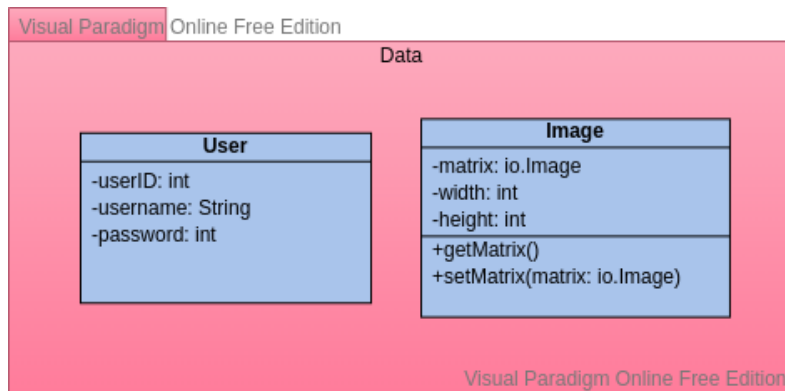 Visual Paradigm Online Free Edition
Data
User
-userID: int
-username: String
-password: int
Image
-matrix: io.Image
-width: int
-height: int
+getMatrix()
+setMatrix(matrix: io.Image)
Visual Paradigm Online Free Edition